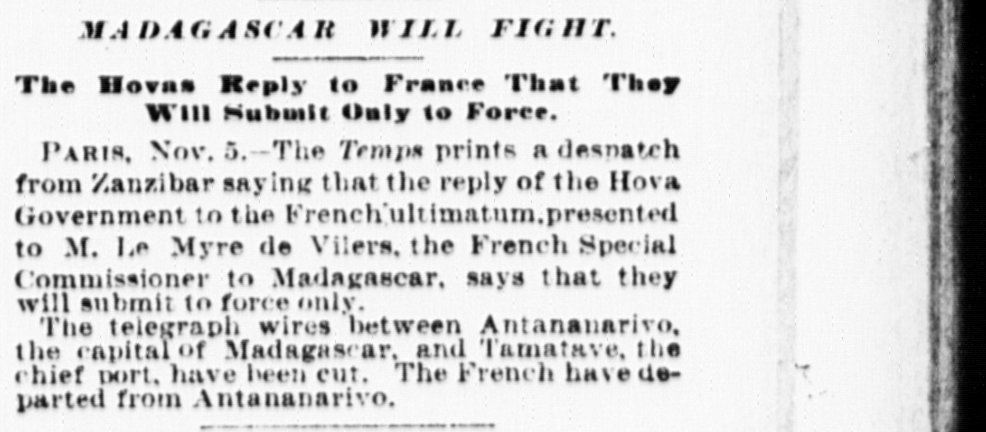 MADAGASCAR WILL FIGHT.
The Hovas Reply to France That They
Will Submit Only to Force.
PARIS, Nov. 5.—The Temps prints a despatch
from Zanzibar saying that the reply of the Hova
Government to the French ultimatum, presented
to M. Le Myre de Vilers, the French Special
Commissioner to Madagascar, says that they
will submit to force only.
The telegraph wires between Antananarivo,
the capital of Madagascar, and Tamatave, the
chief port, have been cut. The French have de-
parted from Antananarivo.